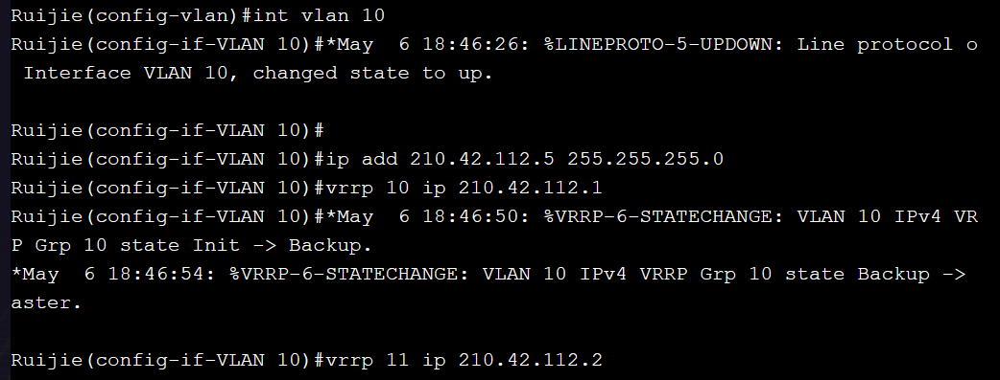 Ruijie(config-vlan)#int vlan 10
Ruijie(config-if-VLAN 10)#*May  6 18:46:26: %LINEPROTO-5-UPDOWN: Line protocol o
 Interface VLAN 10, changed state to up.
Ruijie(config-if-VLAN 10)#
Ruijie(config-if-VLAN 10)#ip add 210.42.112.5 255.255.255.0
Ruijie(config-if-VLAN 10)#vrrp 10 ip 210.42.112.1
Ruijie(config-if-VLAN 10)#*May  6 18:46:50: %VRRP-6-STATECHANGE: VLAN 10 IPv4 VR
P Grp 10 state Init -> Backup.
*May  6 18:46:54: %VRRP-6-STATECHANGE: VLAN 10 IPv4 VRRP Grp 10 state Backup ->
aster.
Ruijie(config-if-VLAN 10)#vrrp 11 ip 210.42.112.2